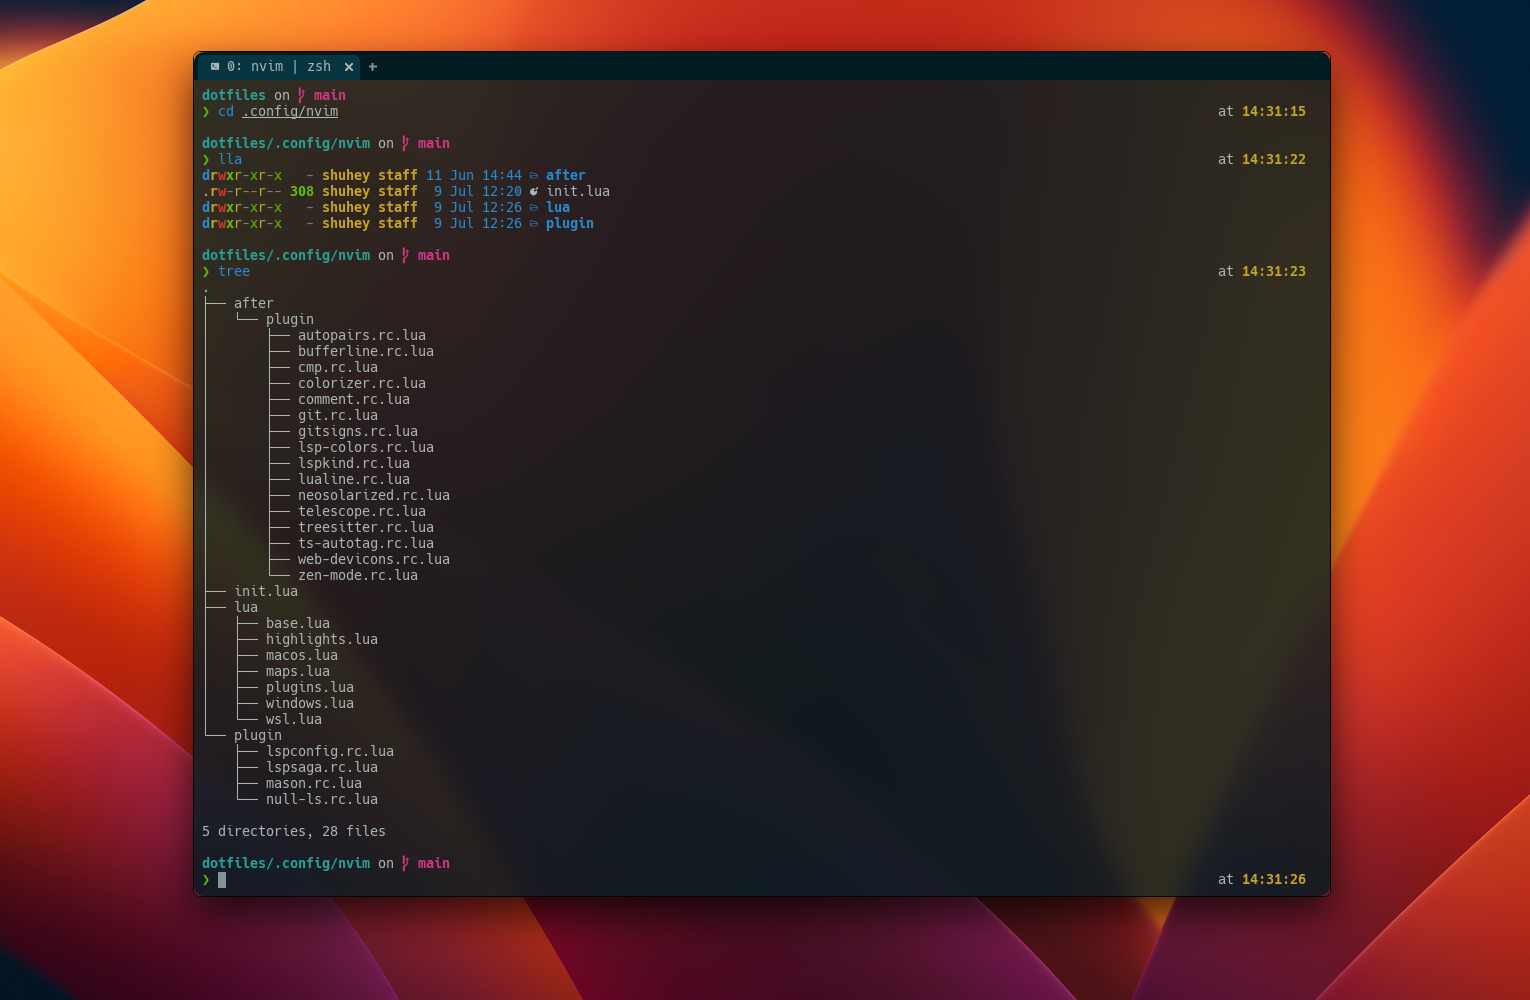 0: nvim | zsh
dotfiles on main
❯ cd .config/nvim at 14:31:15
dotfiles/.config/nvim on main
❯ lla at 14:31:22
drwxr-xr-x - shuhey staff 11 Jun 14:44 after
.rw-r--r-- 308 shuhey staff 9 Jul 12:20 init.lua
drwxr-xr-x - shuhey staff 9 Jul 12:26 lua
drwxr-xr-x - shuhey staff 9 Jul 12:26 plugin
dotfiles/.config/nvim on main
❯ tree at 14:31:23
.
├── after
│   └── plugin
│       ├── autopairs.rc.lua
│       ├── bufferline.rc.lua
│       ├── cmp.rc.lua
│       ├── colorizer.rc.lua
│       ├── comment.rc.lua
│       ├── git.rc.lua
│       ├── gitsigns.rc.lua
│       ├── lsp-colors.rc.lua
│       ├── lspkind.rc.lua
│       ├── lualine.rc.lua
│       ├── neosolarized.rc.lua
│       ├── telescope.rc.lua
│       ├── treesitter.rc.lua
│       ├── ts-autotag.rc.lua
│       ├── web-devicons.rc.lua
│       └── zen-mode.rc.lua
├── init.lua
├── lua
│   ├── base.lua
│   ├── highlights.lua
│   ├── macos.lua
│   ├── maps.lua
│   ├── plugins.lua
│   ├── windows.lua
│   └── wsl.lua
└── plugin
    ├── lspconfig.rc.lua
    ├── lspsaga.rc.lua
    ├── mason.rc.lua
    └── null-ls.rc.lua
5 directories, 28 files
dotfiles/.config/nvim on main
❯ at 14:31:26